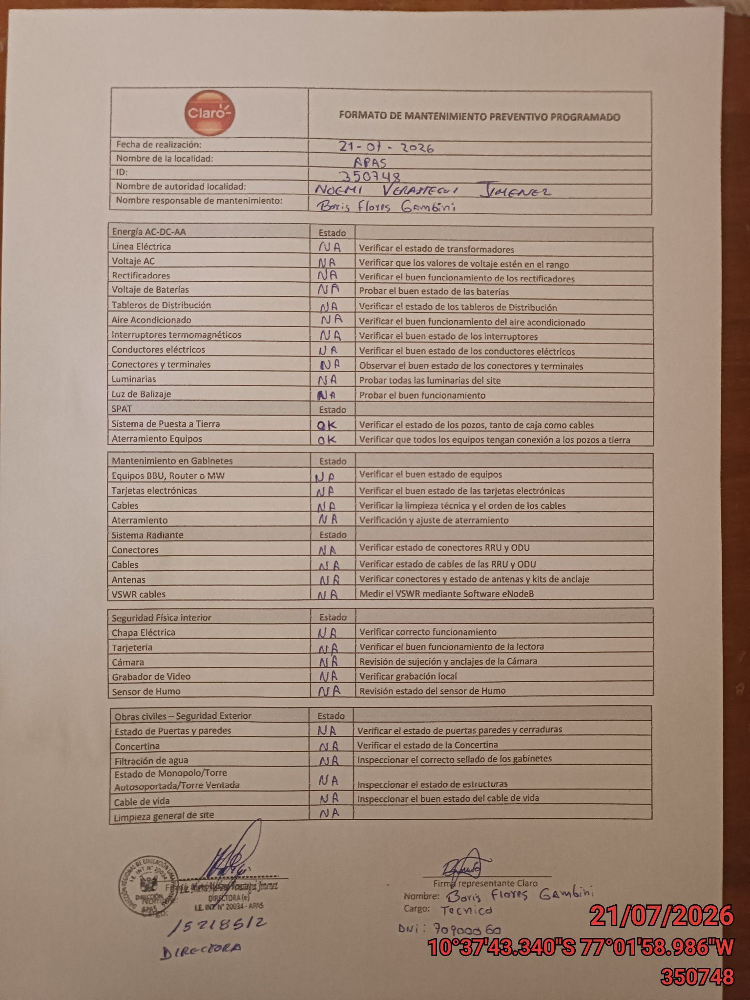 Claro
FORMATO DE MANTENIMIENTO PREVENTIVO PROGRAMADO
Fecha de realización: 21-07-2026
Nombre de la localidad: APAS
ID: 350748
Nombre de autoridad localidad: NOEMI VERASTEGUI JIMENEZ
Nombre responsable de mantenimiento: Boris Flores Gambini
Energía AC-DC-AA Estado
Línea Eléctrica NA Verificar el estado de transformadores
Voltaje AC NA Verificar que los valores de voltaje estén en el rango
Rectificadores NA Verificar el buen funcionamiento de los rectificadores
Voltaje de Baterías NA Probar el buen estado de las baterías
Tableros de Distribución NA Verificar el estado de los tableros de Distribución
Aire Acondicionado NA Verificar el buen funcionamiento del aire acondicionado
Interruptores termomagnéticos NA Verificar el buen estado de los interruptores
Conductores eléctricos NA Verificar el buen estado de los conductores eléctricos
Conectores y terminales NA Observar el buen estado de los conectores y terminales
Luminarias NA Probar todas las luminarias del site
Luz de Balizaje NA Probar el buen funcionamiento
SPAT Estado
Sistema de Puesta a Tierra OK Verificar el estado de los pozos, tanto de caja como cables
Aterramiento Equipos OK Verificar que todos los equipos tengan conexión a los pozos a tierra
Mantenimiento en Gabinetes Estado
Equipos BBU, Router o MW NA Verificar el buen estado de equipos
Tarjetas electrónicas NA Verificar el buen estado de las tarjetas electrónicas
Cables NA Verificar la limpieza técnica y el orden de los cables
Aterramiento NA Verificación y ajuste de aterramiento
Sistema Radiante Estado
Conectores NA Verificar estado de conectores RRU y ODU
Cables NA Verificar estado de cables de las RRU y ODU
Antenas NA Verificar conectores y estado de antenas y kits de anclaje
VSWR cables NA Medir el VSWR mediante Software eNodeB
Seguridad Física interior Estado
Chapa Eléctrica NA Verificar correcto funcionamiento
Tarjetería NA Verificar el buen funcionamiento de la lectora
Cámara NA Revisión de sujeción y anclajes de la Cámara
Grabador de Video NA Verificar grabación local
Sensor de Humo NA Revisión estado del sensor de Humo
Obras civiles – Seguridad Exterior Estado
Estado de Puertas y paredes NA Verificar el estado de puertas paredes y cerraduras
Concertina NA Verificar el estado de la Concertina
Filtración de agua NA Inspeccionar el correcto sellado de los gabinetes
Estado de Monopolo/Torre
Autosoportada/Torre Ventada NA Inspeccionar el estado de estructuras
Cable de vida NA Inspeccionar el buen estado del cable de vida
Limpieza general de site NA
DIRECCIÓN REGIONAL DE EDUCACIÓN LIMA
I.E. INT. N° 20034
DIRECCIÓN
APAS
Jimenez
DIRECTORA (e)
I.E. INT. N° 20034 - APAS
Nombre:
Cargo:
15218512
DIRECTORA
Firma representante Claro
Nombre: Boris Flores Gambini
Cargo: Tecnico
DNi: 70900060
21/07/2026
10°37'43.340"S 77°01'58.986"W
350748